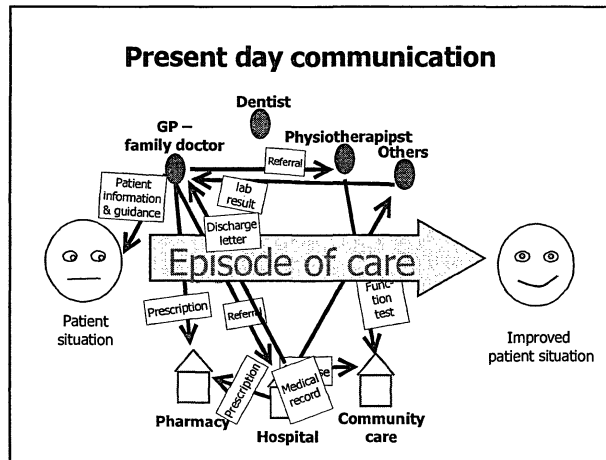 Present day communication
Dentist
GP –
family doctor
Physiotherapipst
Others
Referral
Patient
information
& guidance
lab
result
Discharge
letter
Episode of care
Func-
tion
test
Prescription
Referral
Patient
situation
Improved
patient situation
Prescription
Medical
record
Pharmacy
Hospital
Community
care